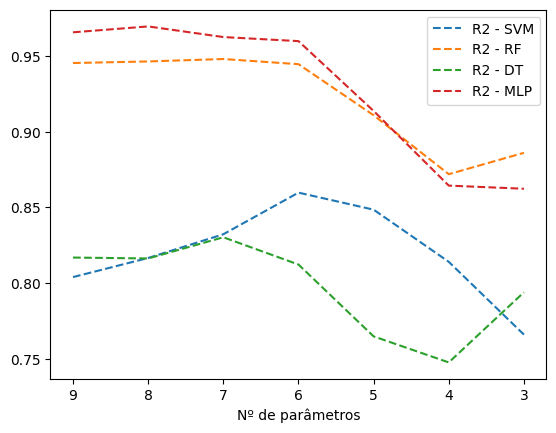 R2 - SVM
R2 - RF
R2 - DT
R2 - MLP
0.95
0.90
0.85
0.80
0.75
9 8 7 6 5 4 3
Nº de parâmetros